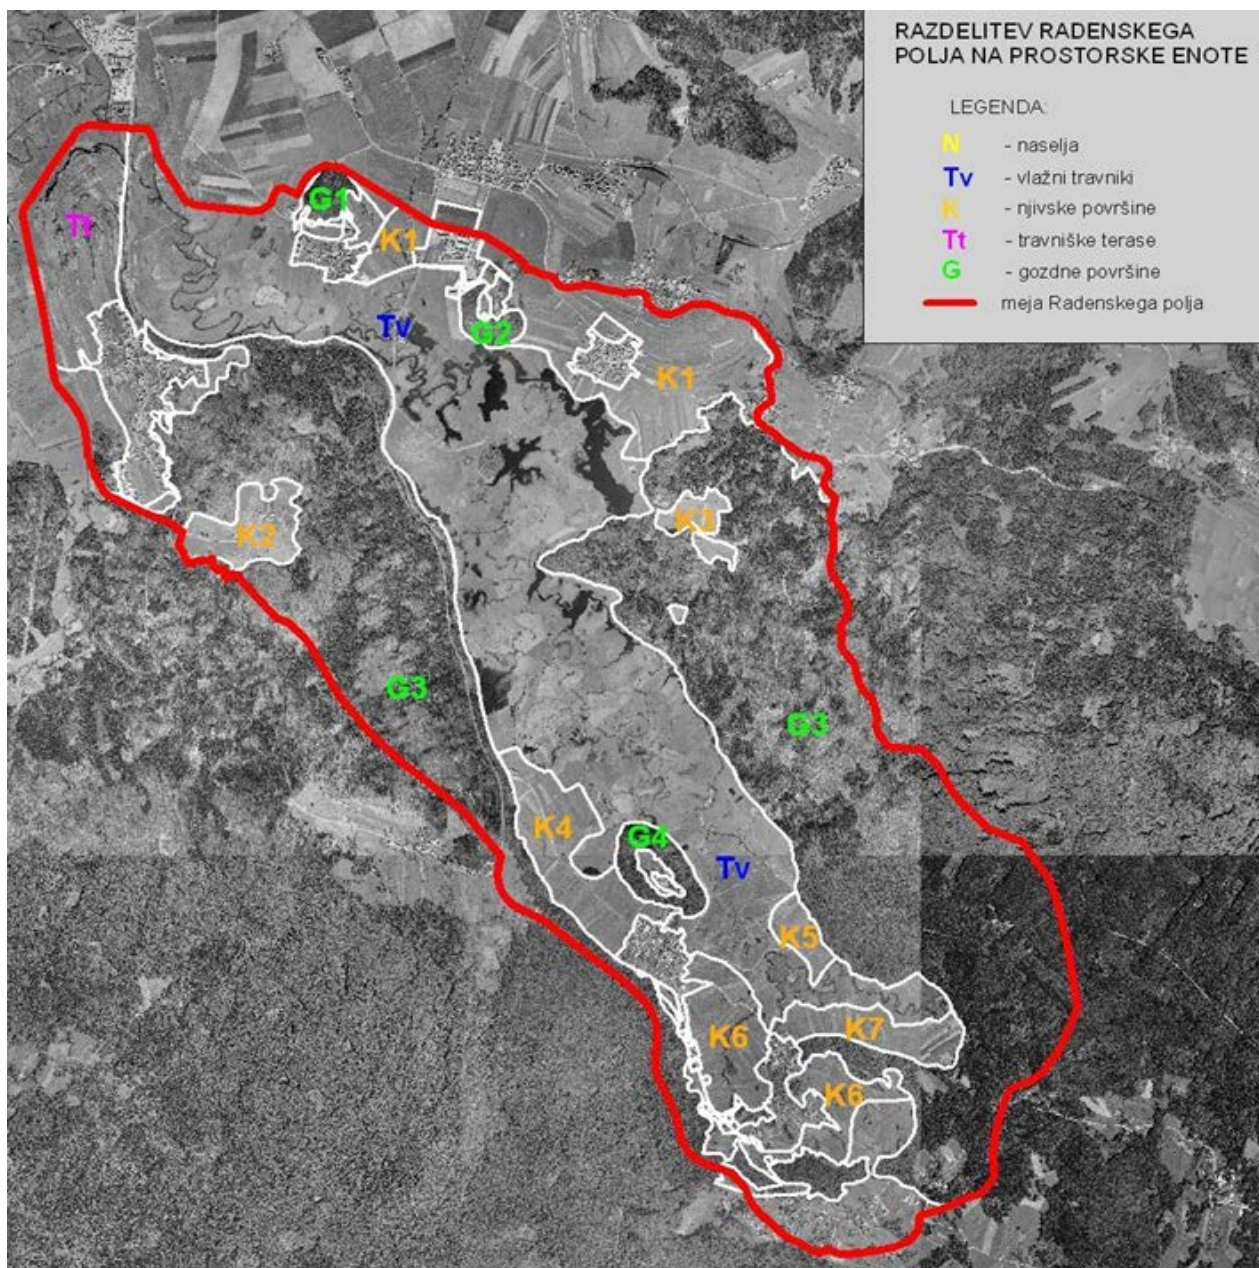 RAZDELITEV RADENSKEGA
POLJA NA PROSTORSKE ENOTE
LEGENDA:
N - naselja
Tv - vlažni travniki
K - njivske površine
Tt - travniške terase
G - gozdne površine
meja Radenskega polja
G1
Tt
K1
Tv
G2
K1
K3
K2
G3
G3
K4
G4
Tv
K5
K6
K7
K6